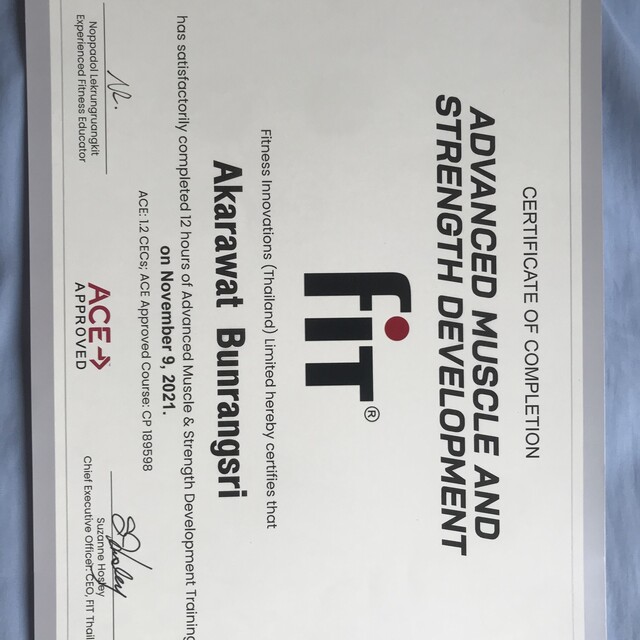 CERTIFICATE OF COMPLETION
ADVANCED MUSCLE AND
STRENGTH DEVELOPMENT
fiT®
Fitness Innovations (Thailand) Limited hereby certifies that
Akarawat Bunrangsri
has satisfactorily completed 12 hours of Advanced Muscle & Strength Development Training
on November 9, 2021.
ACE: 1.2 CECs; ACE Approved Course: CP 189598
Noppadol Lekrungruangkit
Experienced Fitness Educator
ACE
APPROVED
Suzanne Hosley
Chief Executive Officer: CEO, FIT Thail